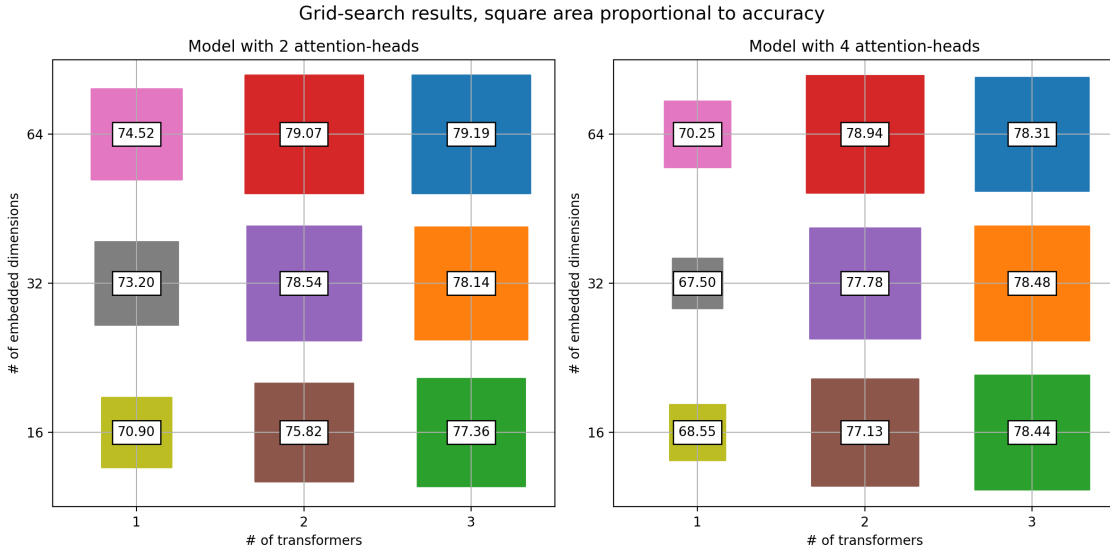 Grid-search results, square area proportional to accuracy
Model with 2 attention-heads
# of embedded dimensions
64
32
16
74.52 79.07 79.19
73.20 78.54 78.14
70.90 75.82 77.36
1 2 3
# of transformers
Model with 4 attention-heads
# of embedded dimensions
64
32
16
70.25 78.94 78.31
67.50 77.78 78.48
68.55 77.13 78.44
1 2 3
# of transformers